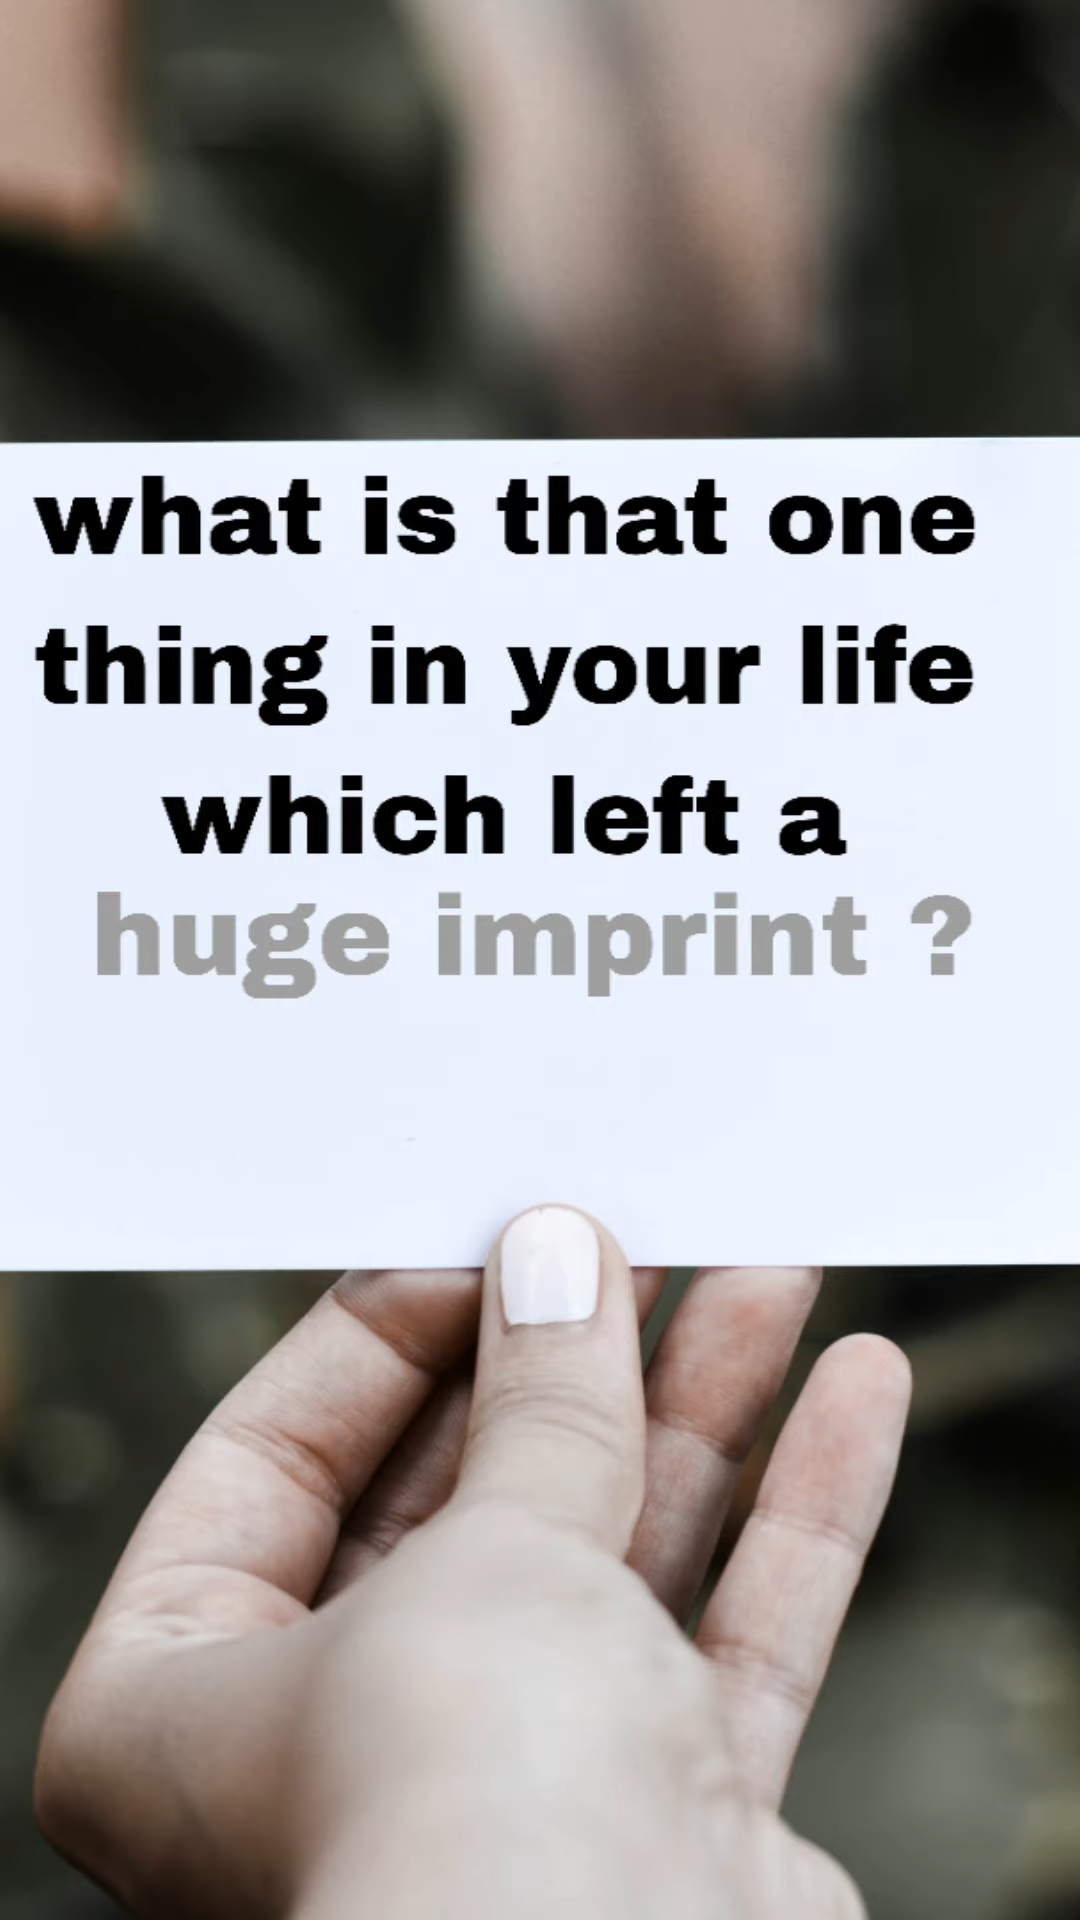 what is that one
thing in your life
which left a
huge imprint ?